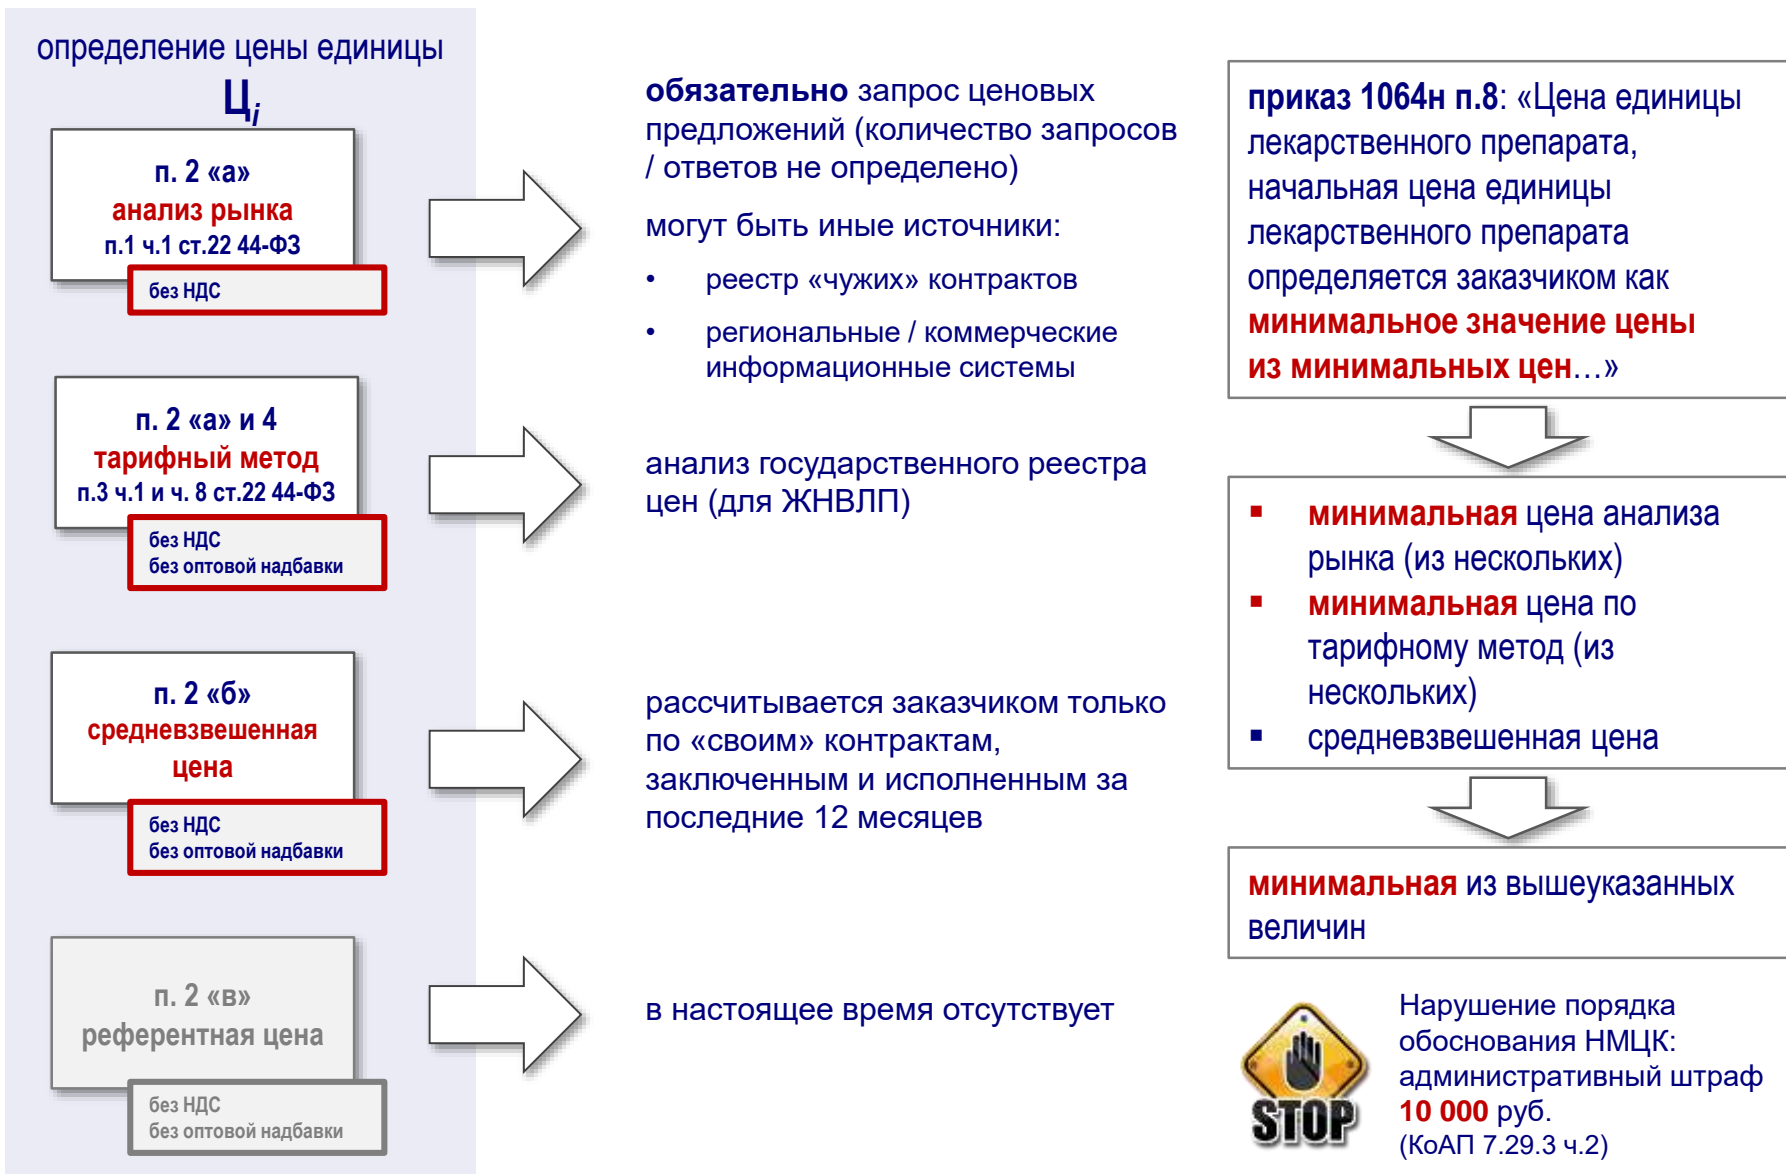 определение цены единицы
Цi
п. 2 «а»
анализ рынка
п.1 ч.1 ст.22 44-ФЗ
без НДС
обязательно запрос ценовых
предложений (количество запросов
/ ответов не определено)
могут быть иные источники:
• реестр «чужих» контрактов
• региональные / коммерческие
информационные системы
п. 2 «а» и 4
тарифный метод
п.3 ч.1 и ч. 8 ст.22 44-ФЗ
без НДС
без оптовой надбавки
анализ государственного реестра
цен (для ЖНВЛП)
п. 2 «б»
средневзвешенная
цена
без НДС
без оптовой надбавки
рассчитывается заказчиком только
по «своим» контрактам,
заключенным и исполненным за
последние 12 месяцев
п. 2 «в»
референтная цена
без НДС
без оптовой надбавки
в настоящее время отсутствует
приказ 1064н п.8: «Цена единицы
лекарственного препарата,
начальная цена единицы
лекарственного препарата
определяется заказчиком как
минимальное значение цены
из минимальных цен…»
▪ минимальная цена анализа
рынка (из нескольких)
▪ минимальная цена по
тарифному метод (из
нескольких)
▪ средневзвешенная цена
минимальная из вышеуказанных
величин
STOP
Нарушение порядка
обоснования НМЦК:
административный штраф
10 000 руб.
(КоАП 7.29.3 ч.2)